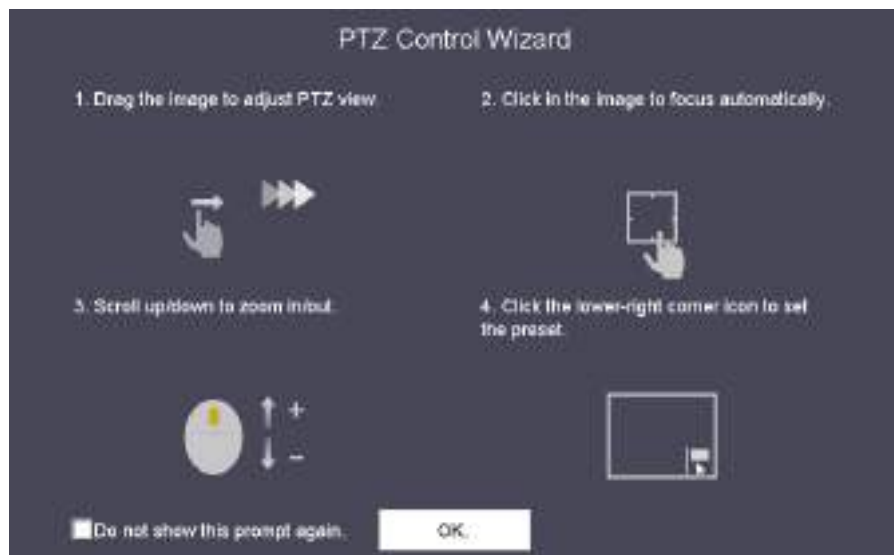 PTZ Control Wizard
1. Drag the image to adjust PTZ view.
2. Click in the image to focus automatically.
3. Scroll up/down to zoom in/out.
4. Click the lower-right corner icon to set
the preset.
+
–
Do not show this prompt again.
OK